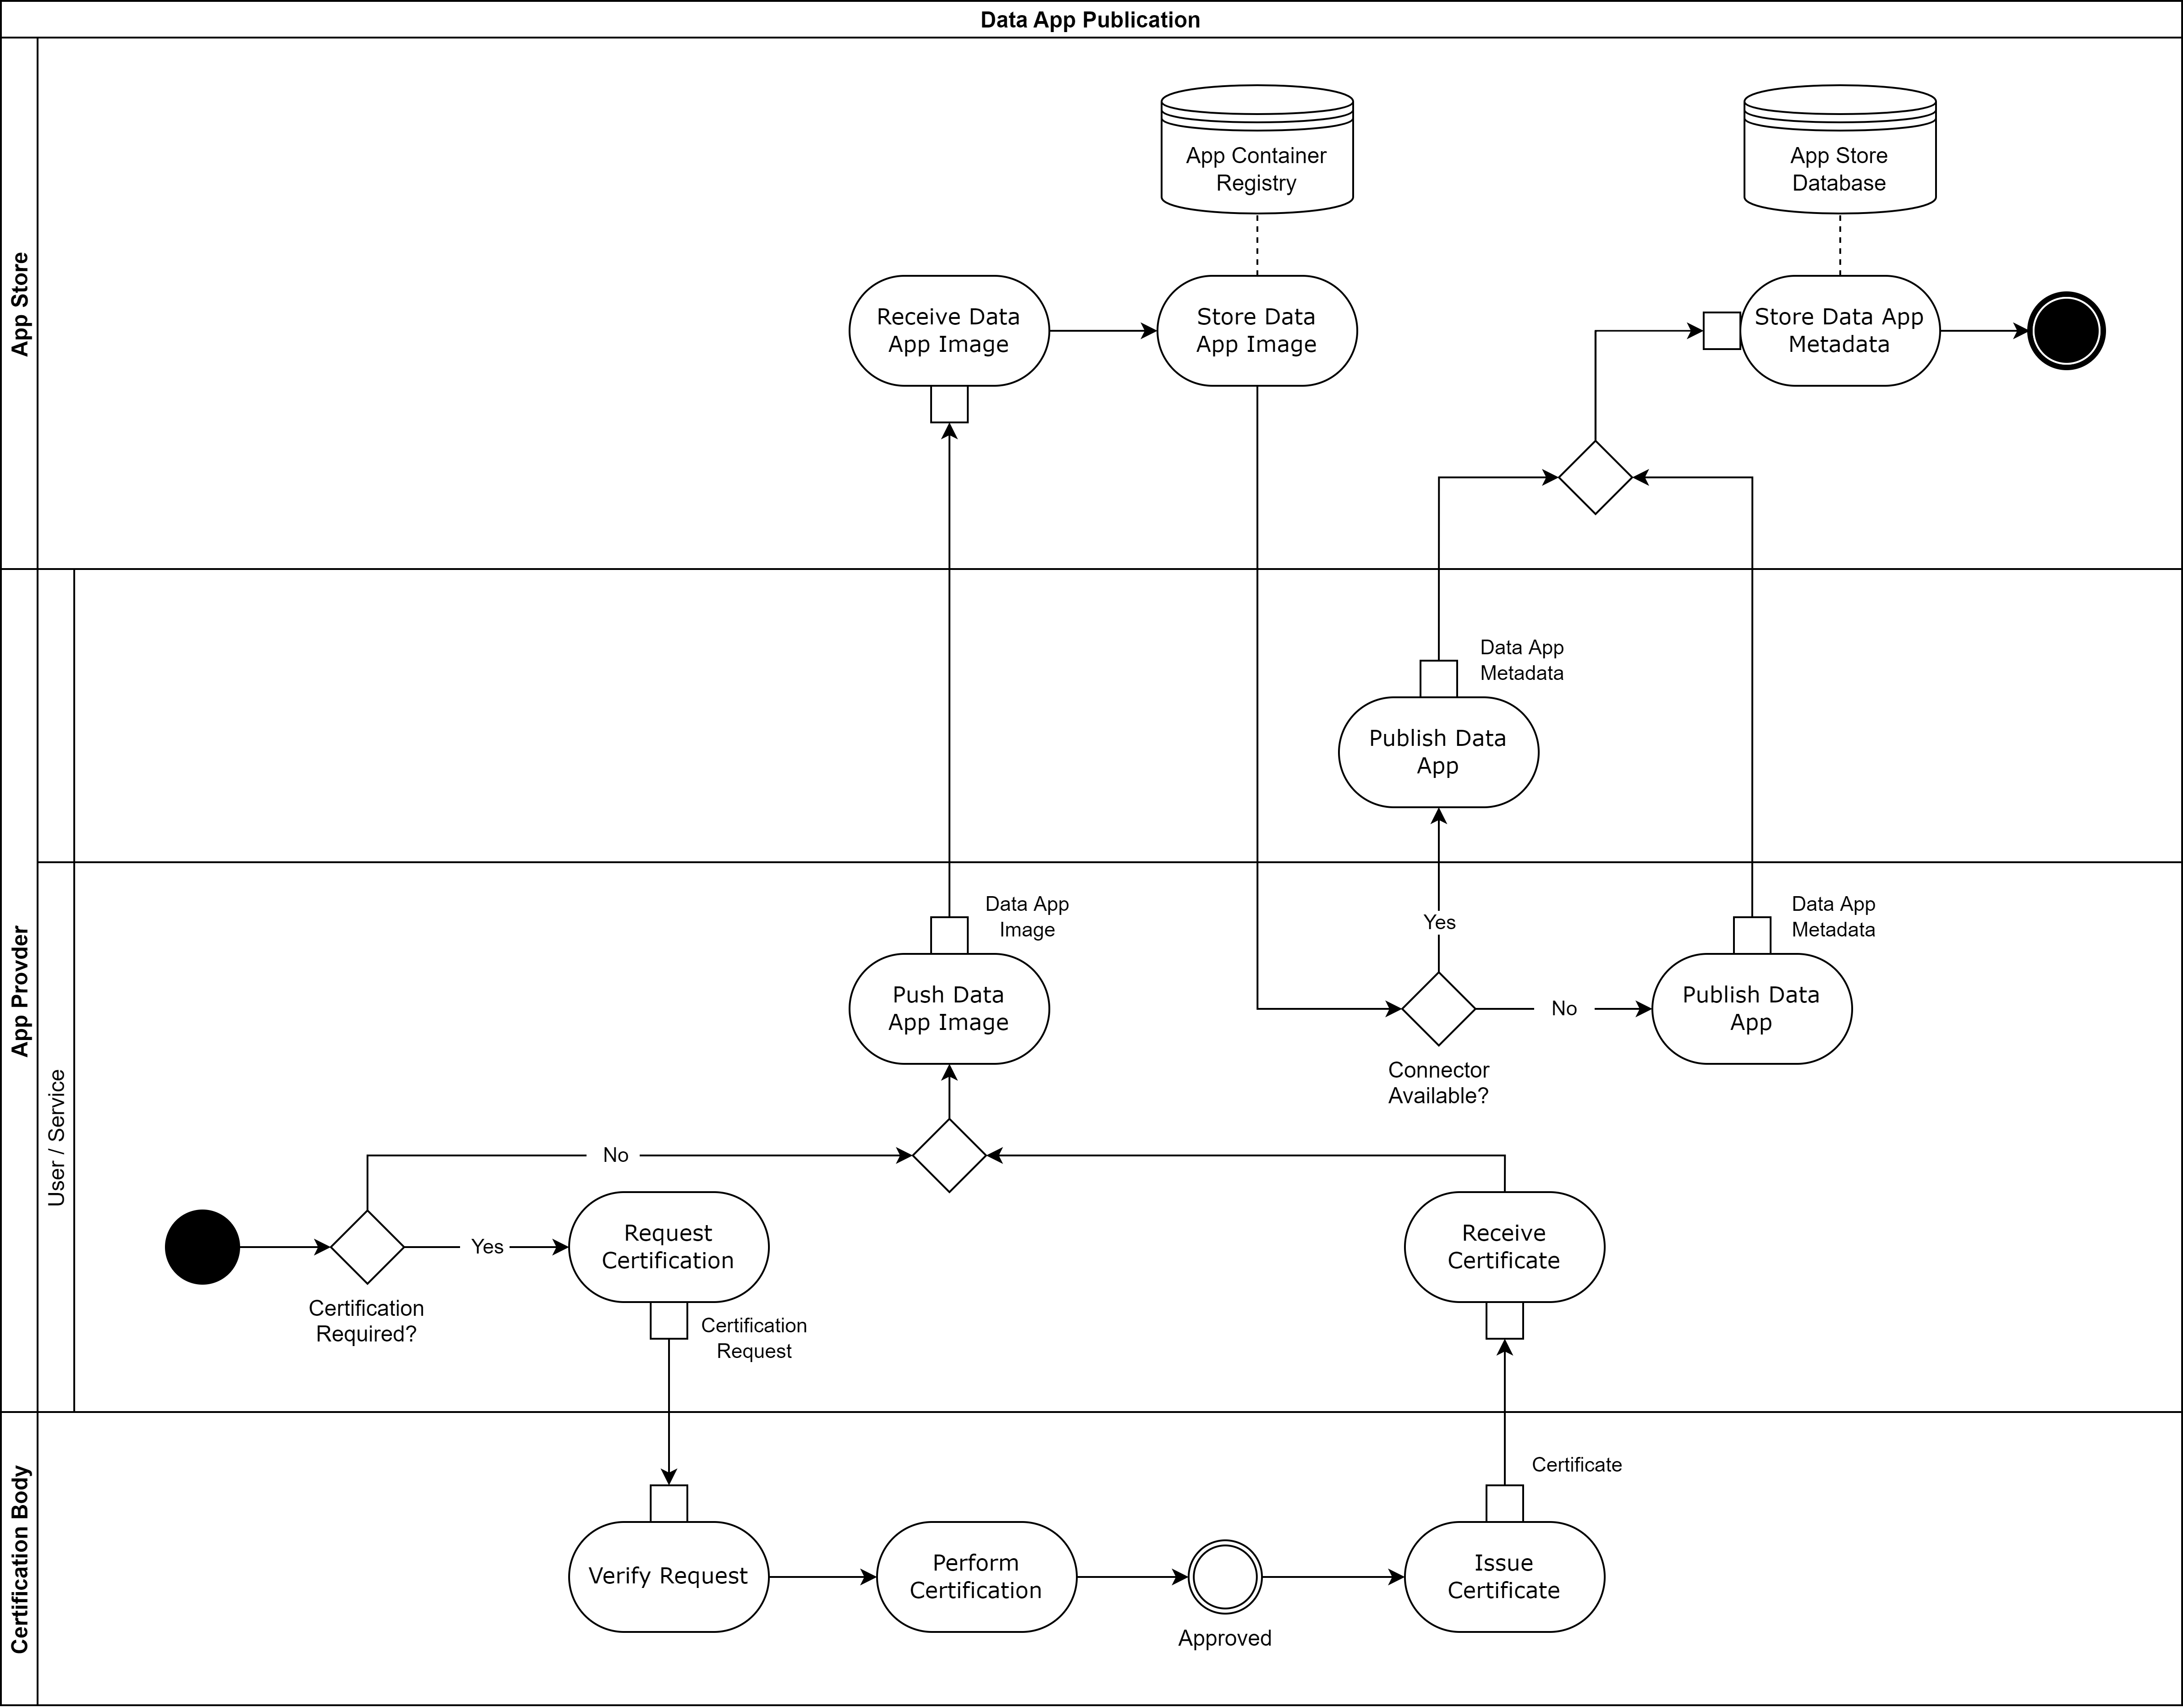 Data App Publication
App Store
App Container
Registry
App Store
Database
Receive Data
App Image
Store Data
App Image
Store Data App
Metadata
App Provder
Data App
Metadata
Publish Data
App
User / Service
Data App
Image
Push Data
App Image
Yes
Connector
Available?
No
Data App
Metadata
Publish Data
App
No
Certification
Required?
Yes
Request
Certification
Certification
Request
Receive
Certificate
Certification Body
Certificate
Verify Request
Perform
Certification
Approved
Issue
Certificate